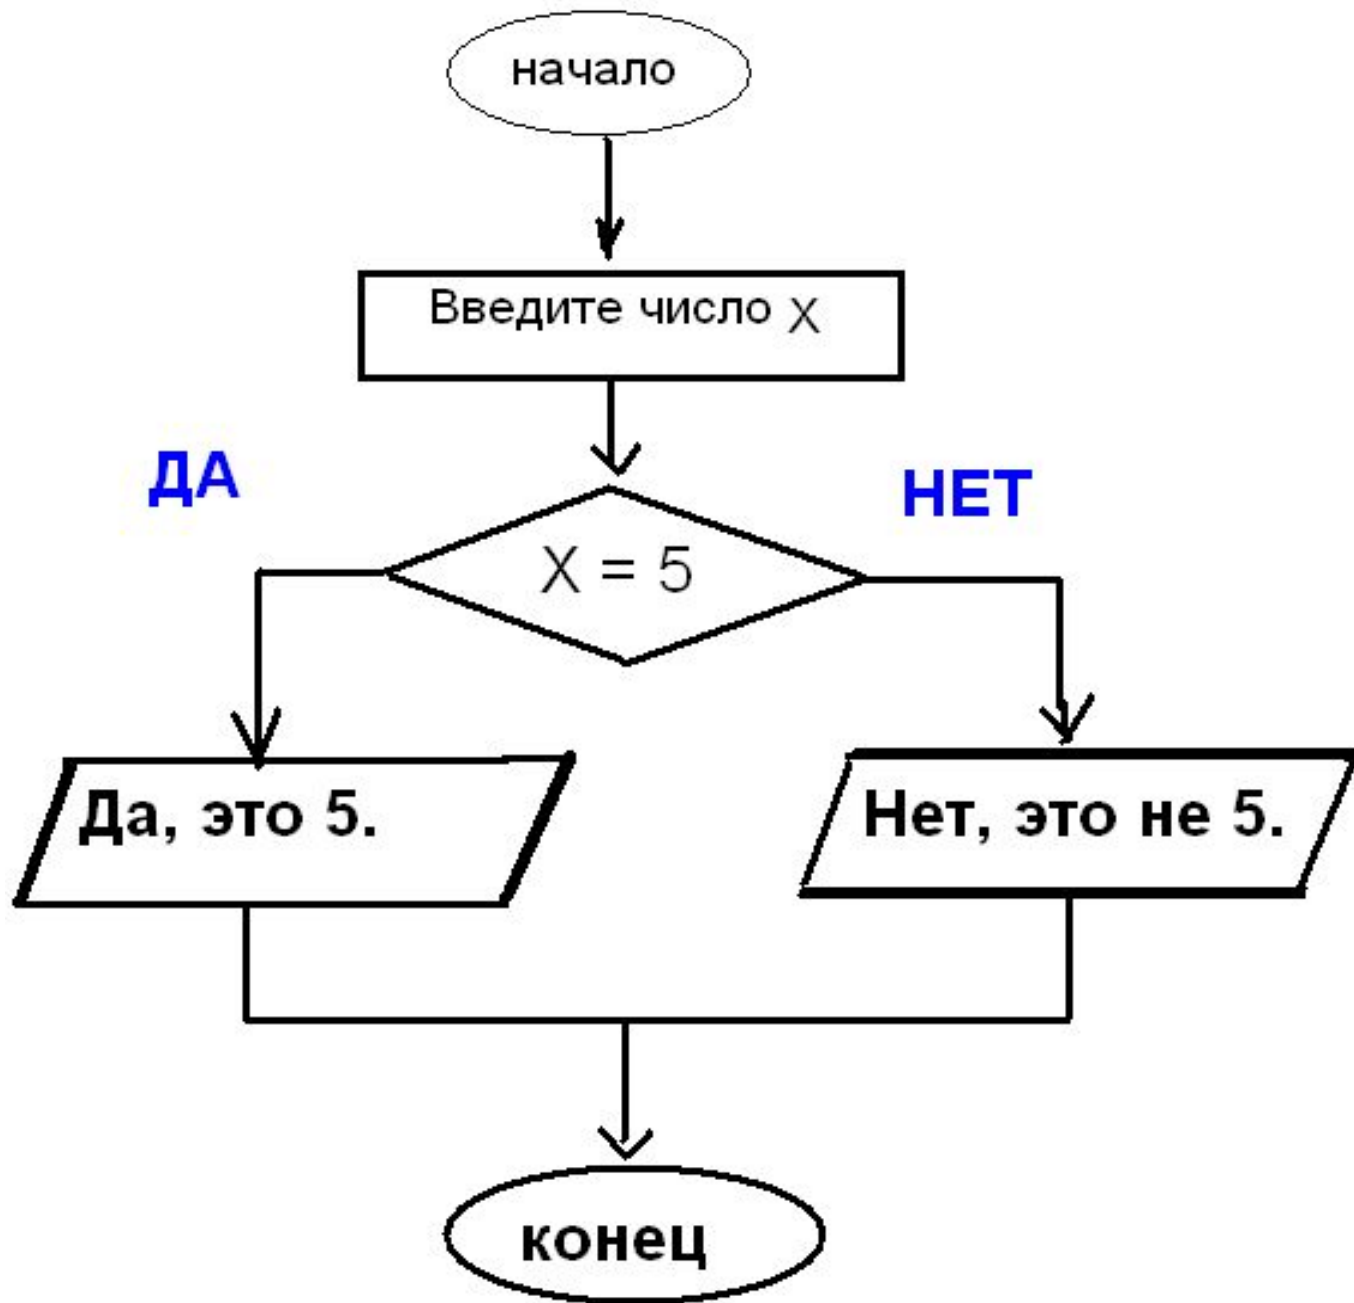 начало
Введите число X
ДА
НЕТ
X = 5
Да, это 5.
Нет, это не 5.
конец